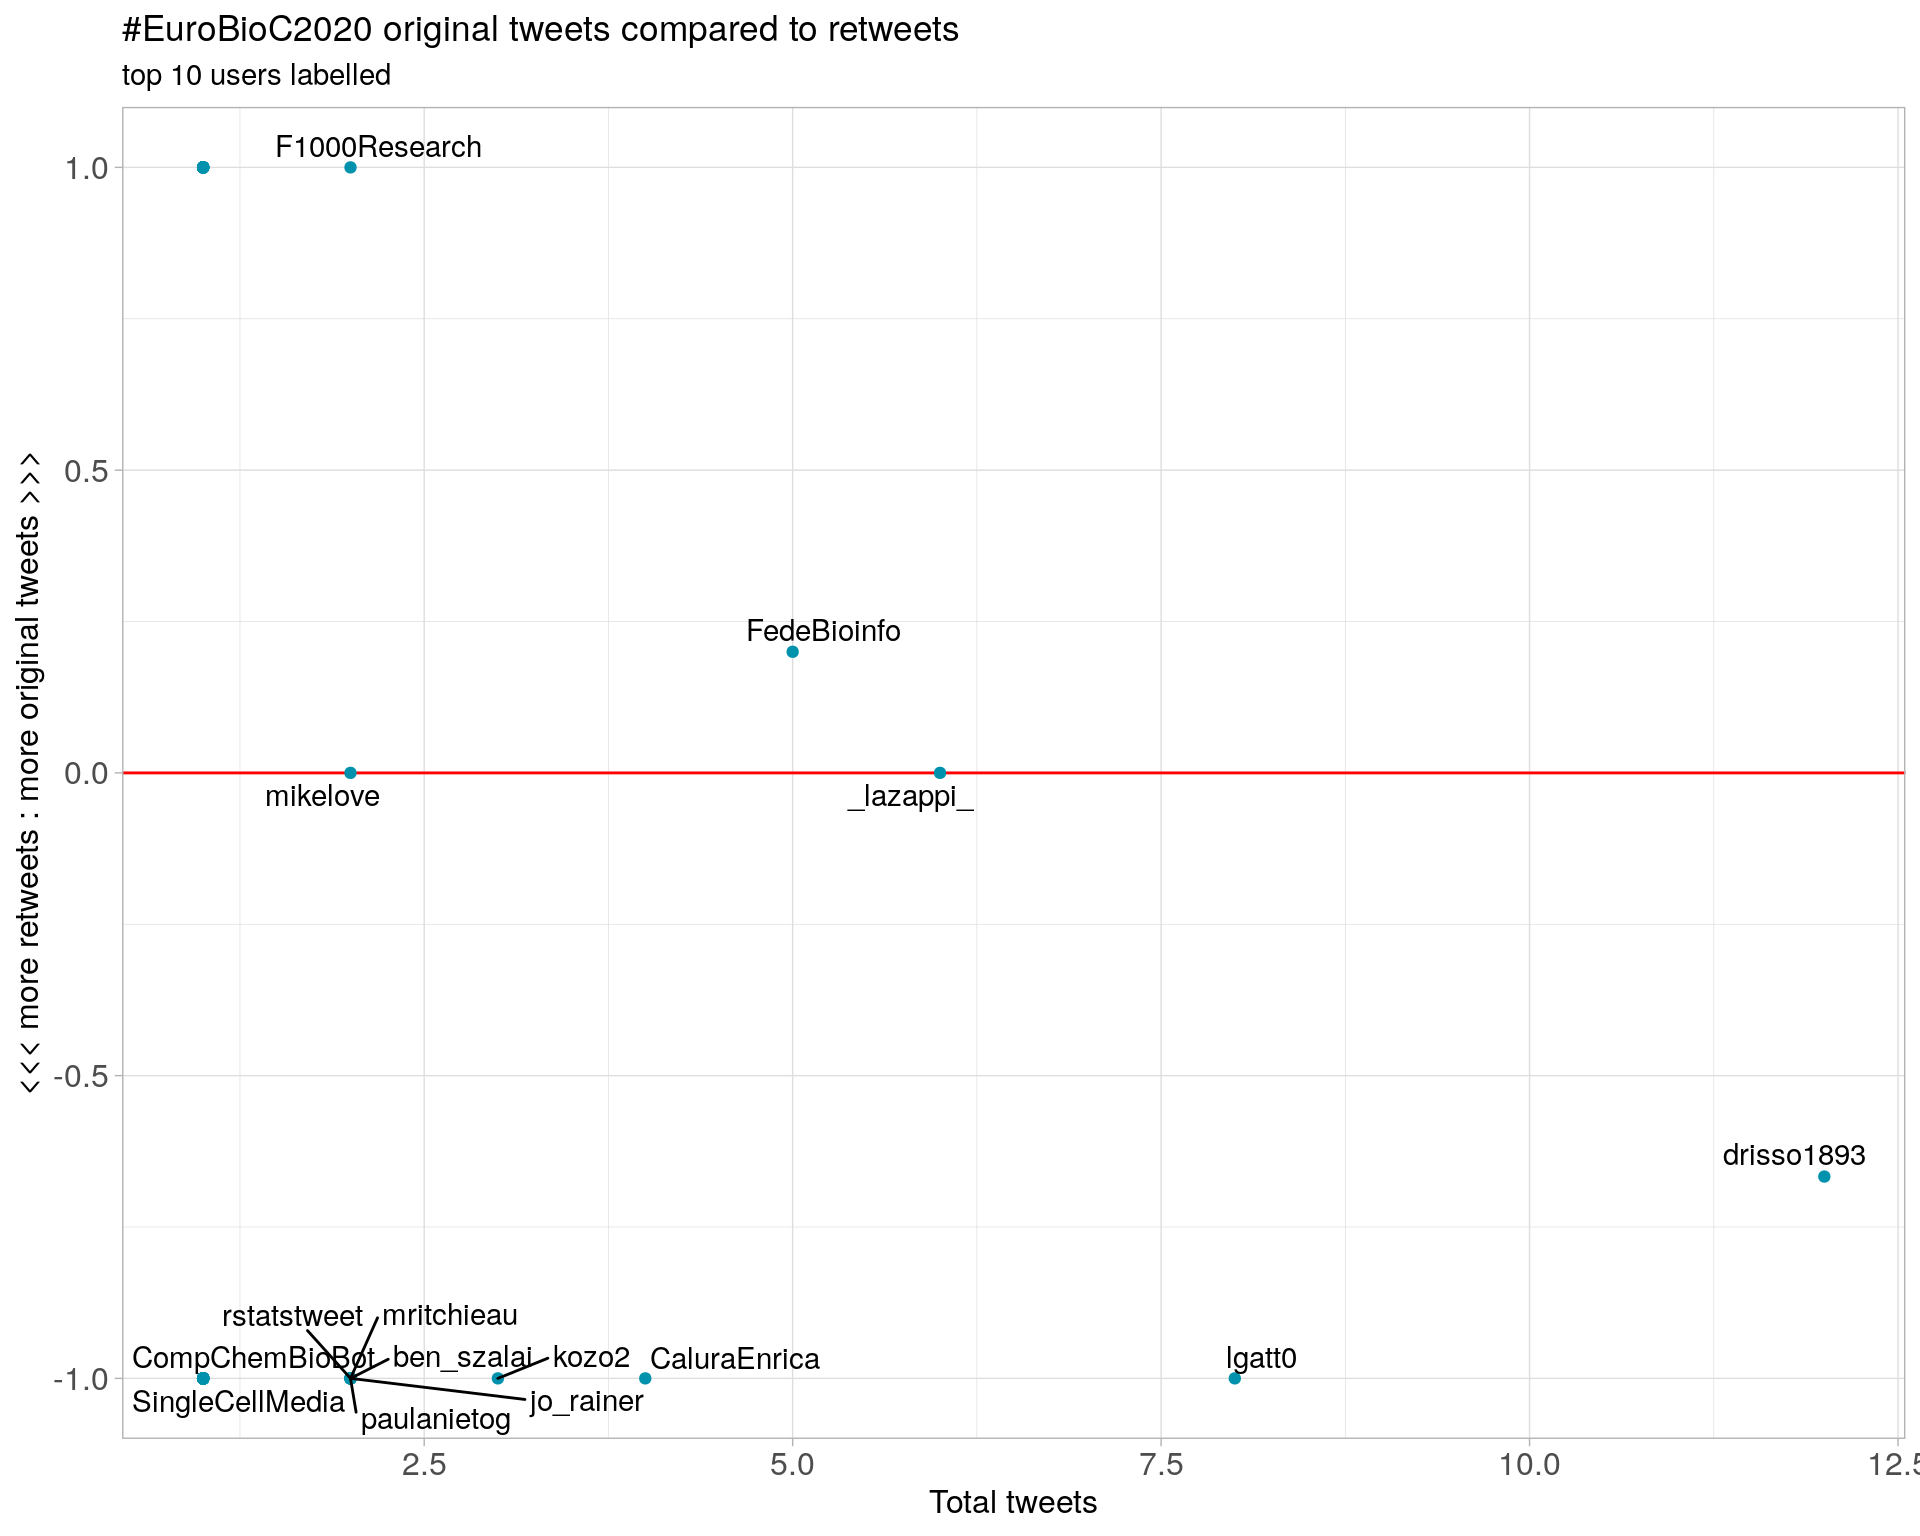 #EuroBioC2020 original tweets compared to retweets
top 10 users labelled
<<< more retweets : more original tweets >>>
1.0
0.5
0.0
-0.5
-1.0
F1000Research
FedeBioinfo
mikelove
_lazappi_
drisso1893
rstatstweet
mritchieau
CompChemBioBot
ben_szalai
kozo2
CaluraEnrica
lgatt0
SingleCellMedia
jo_rainer
paulanietog
2.5
5.0
7.5
10.0
12.5
Total tweets